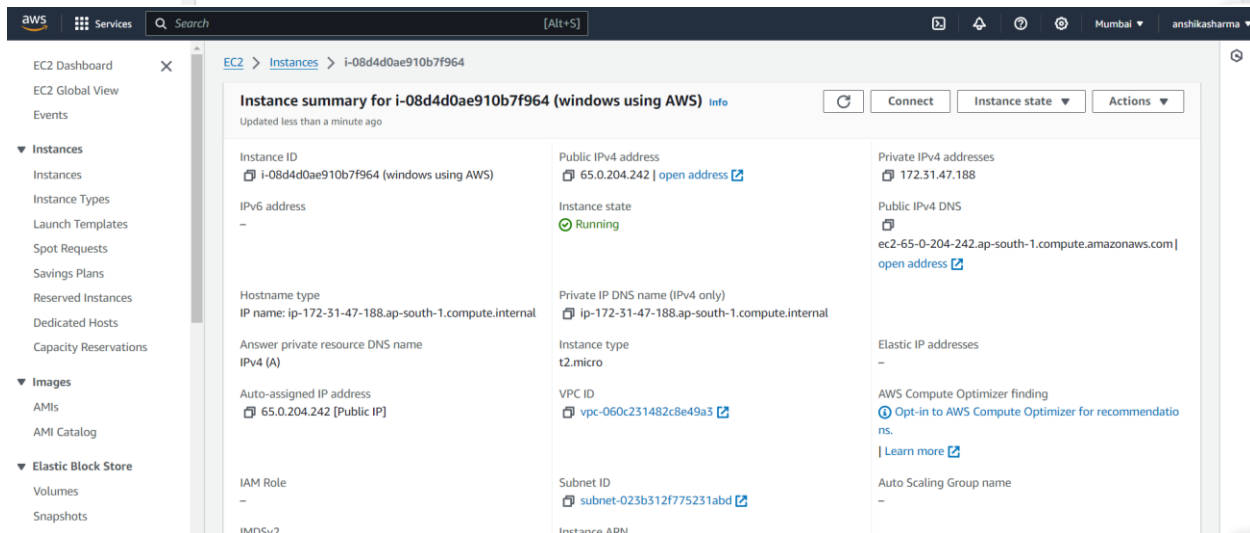 aws
Services
Search
[Alt+S]
Mumbai ▼
anshikasharma ▼
EC2 Dashboard
EC2 Global View
Events
▼ Instances
Instances
Instance Types
Launch Templates
Spot Requests
Savings Plans
Reserved Instances
Dedicated Hosts
Capacity Reservations
▼ Images
AMIs
AMI Catalog
▼ Elastic Block Store
Volumes
Snapshots
EC2 > Instances > i-08d4d0ae910b7f964
Instance summary for i-08d4d0ae910b7f964 (windows using AWS) Info
Updated less than a minute ago
Connect
Instance state ▼
Actions ▼
Instance ID
i-08d4d0ae910b7f964 (windows using AWS)
Public IPv4 address
65.0.204.242 | open address
Private IPv4 addresses
172.31.47.188
IPv6 address
–
Instance state
Running
Public IPv4 DNS
ec2-65-0-204-242.ap-south-1.compute.amazonaws.com |
open address
Hostname type
IP name: ip-172-31-47-188.ap-south-1.compute.internal
Private IP DNS name (IPv4 only)
ip-172-31-47-188.ap-south-1.compute.internal
Answer private resource DNS name
IPv4 (A)
Instance type
t2.micro
Elastic IP addresses
–
Auto-assigned IP address
65.0.204.242 [Public IP]
VPC ID
vpc-060c231482c8e49a3
AWS Compute Optimizer finding
Opt-in to AWS Compute Optimizer for recommendatio
ns.
| Learn more
IAM Role
–
Subnet ID
subnet-023b312f775231abd
Auto Scaling Group name
–
IMDSv2
Instance ARN